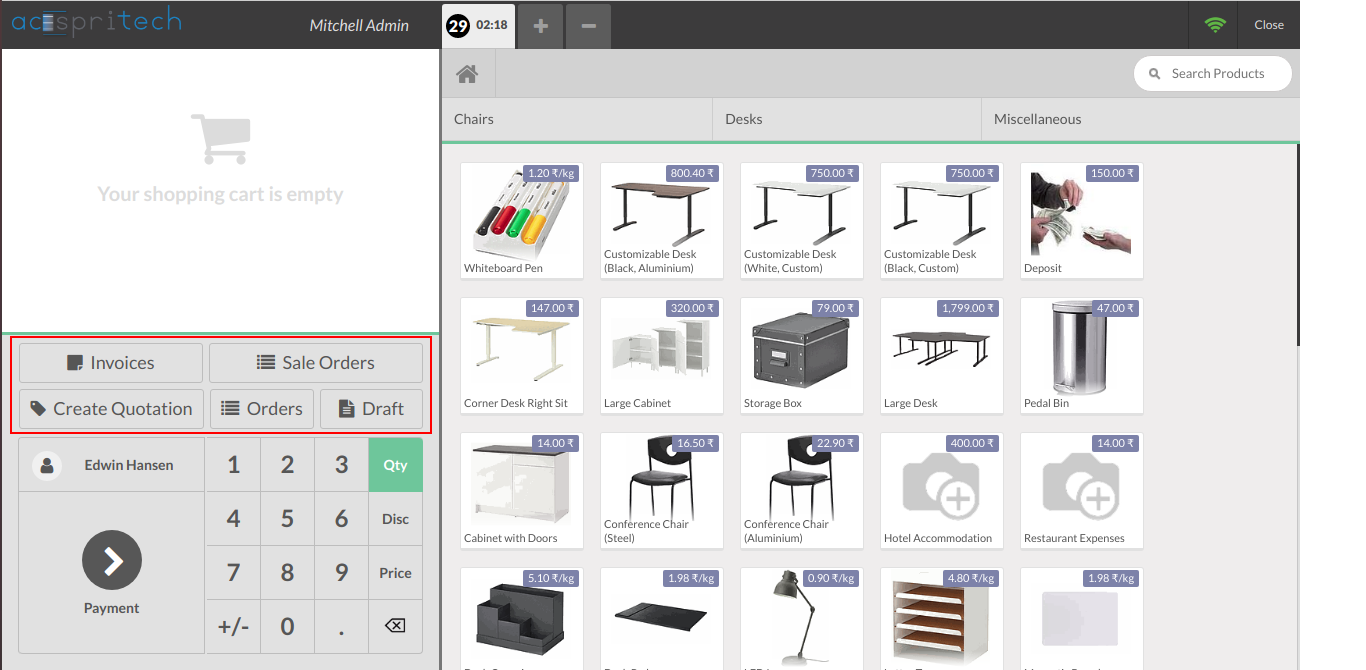 acespritech
Mitchell Admin
29 02:18
Close
Search Products
Chairs
Desks
Miscellaneous
Your shopping cart is empty
1.20 ₹/kg
Whiteboard Pen
800.40 ₹
Customizable Desk
(Black, Aluminium)
750.00 ₹
Customizable Desk
(White, Custom)
750.00 ₹
Customizable Desk
(Black, Custom)
150.00 ₹
Deposit
147.00 ₹
Corner Desk Right Sit
320.00 ₹
Large Cabinet
79.00 ₹
Storage Box
1,799.00 ₹
Large Desk
47.00 ₹
Pedal Bin
14.00 ₹
Cabinet with Doors
16.50 ₹
Conference Chair
(Steel)
22.90 ₹
Conference Chair
(Aluminium)
400.00 ₹
Hotel Accommodation
14.00 ₹
Restaurant Expenses
5.10 ₹/kg
1.98 ₹/kg
0.90 ₹/kg
4.80 ₹/kg
1.98 ₹/kg
Invoices
Sale Orders
Create Quotation
Orders
Draft
Edwin Hansen
1 2 3 Qty
4 5 6 Disc
7 8 9 Price
+/- 0 .
Payment